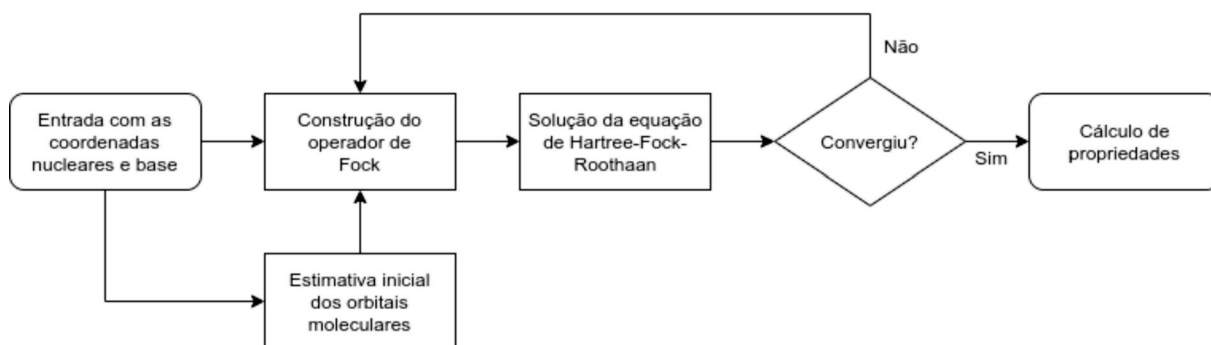 Não
Entrada com as
coordenadas
nucleares e base
Construção do
operador de
Fock
Solução da equação
de Hartree-Fock-
Roothaan
Convergiu?
Sim
Cálculo de
propriedades
Estimativa inicial
dos orbitais
moleculares